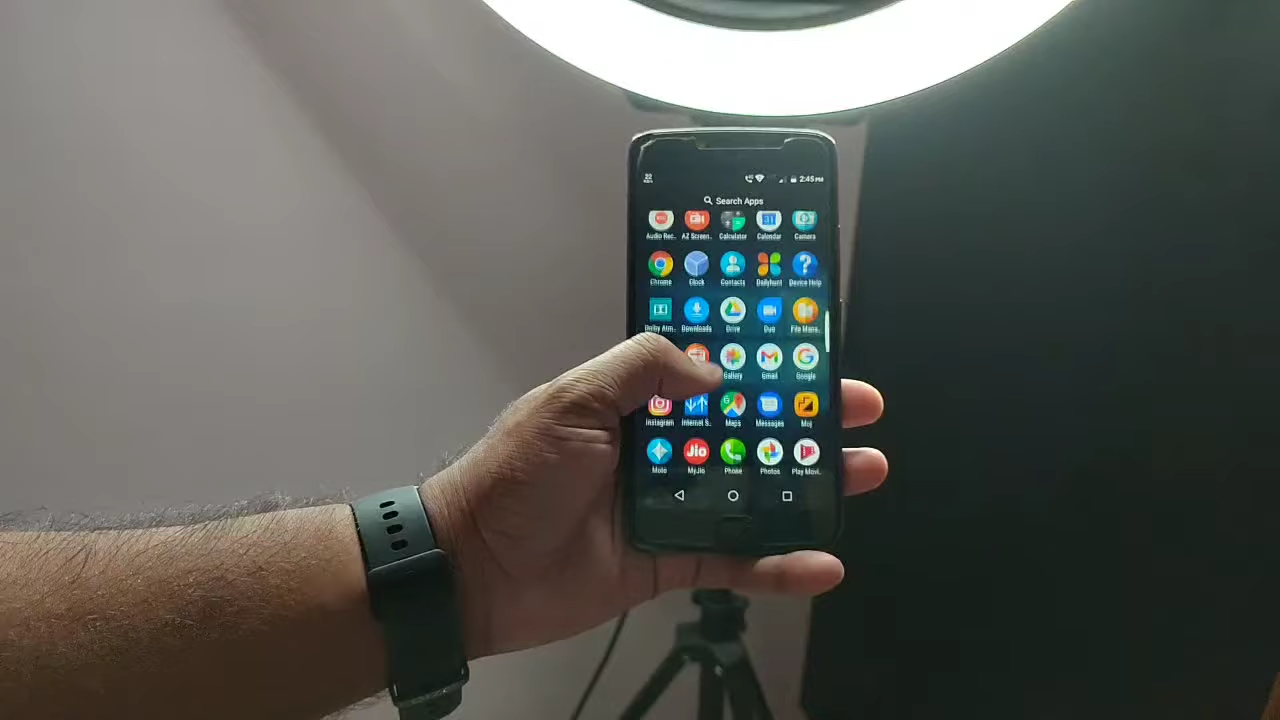 2:45 PM
Search Apps
Audio Rec.. AZ Screen.. Calculator Calendar Camera
Chrome Clock Contacts Dailyhunt Device Help
Dolby Atm.. Downloads Drive Duo File Mana..
Gallery Gmail Google
Instagram Internet S.. Maps Messages Moj
Jio
Moto MyJio Phone Photos Play Movi..